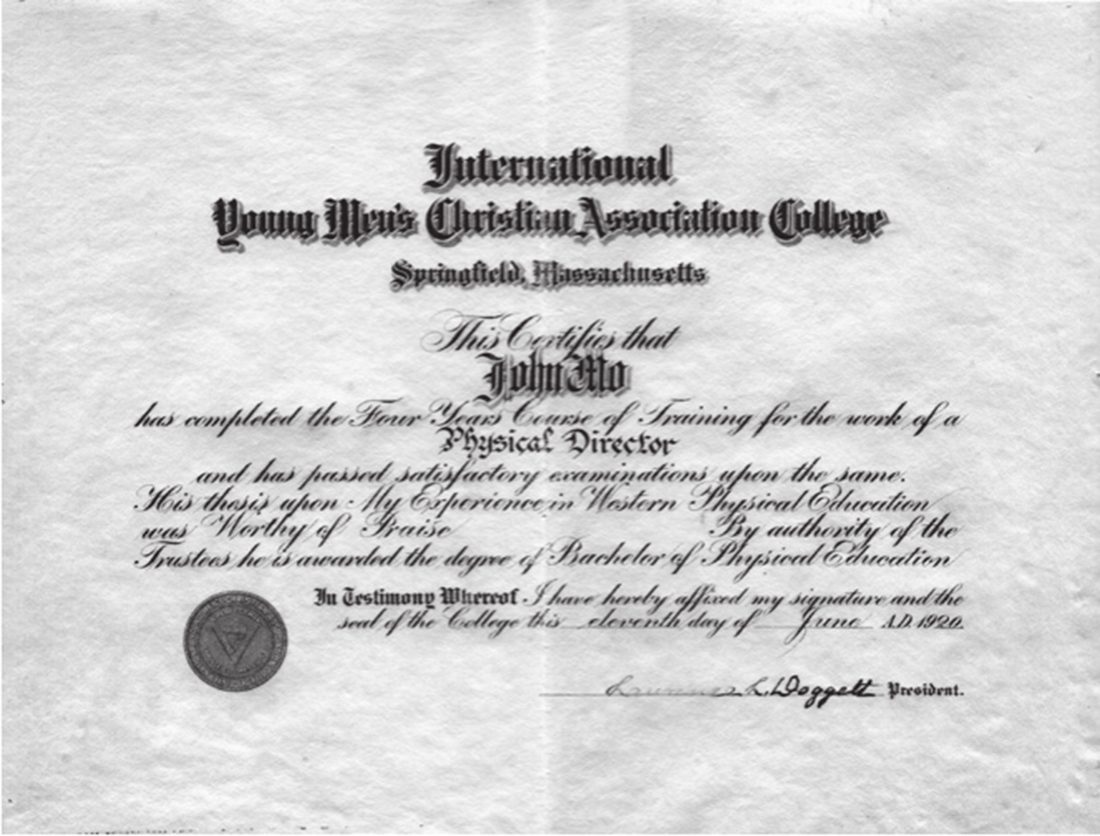 International
Young Men's Christian Association College
Springfield, Massachusetts
This Certifies that
John Mo
has completed the Four Years Course of Training for the work of a
Physical Director
and has passed satisfactory examinations upon the same.
His thesis upon My Experience in Western Physical Education
was Worthy of Praise By authority of the
Trustees he is awarded the degree of Bachelor of Physical Education
In Testimony Whereof I have hereby affixed my signature and the
seal of the College this eleventh day of June A.D. 1920.
L. Doggett President.